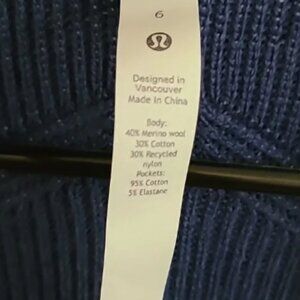 6
Designed in
Vancouver
Made in China
Body:
40% Merino wool
30% Cotton
30% Recycled
nylon
Pockets:
95% Cotton
5% Elastane